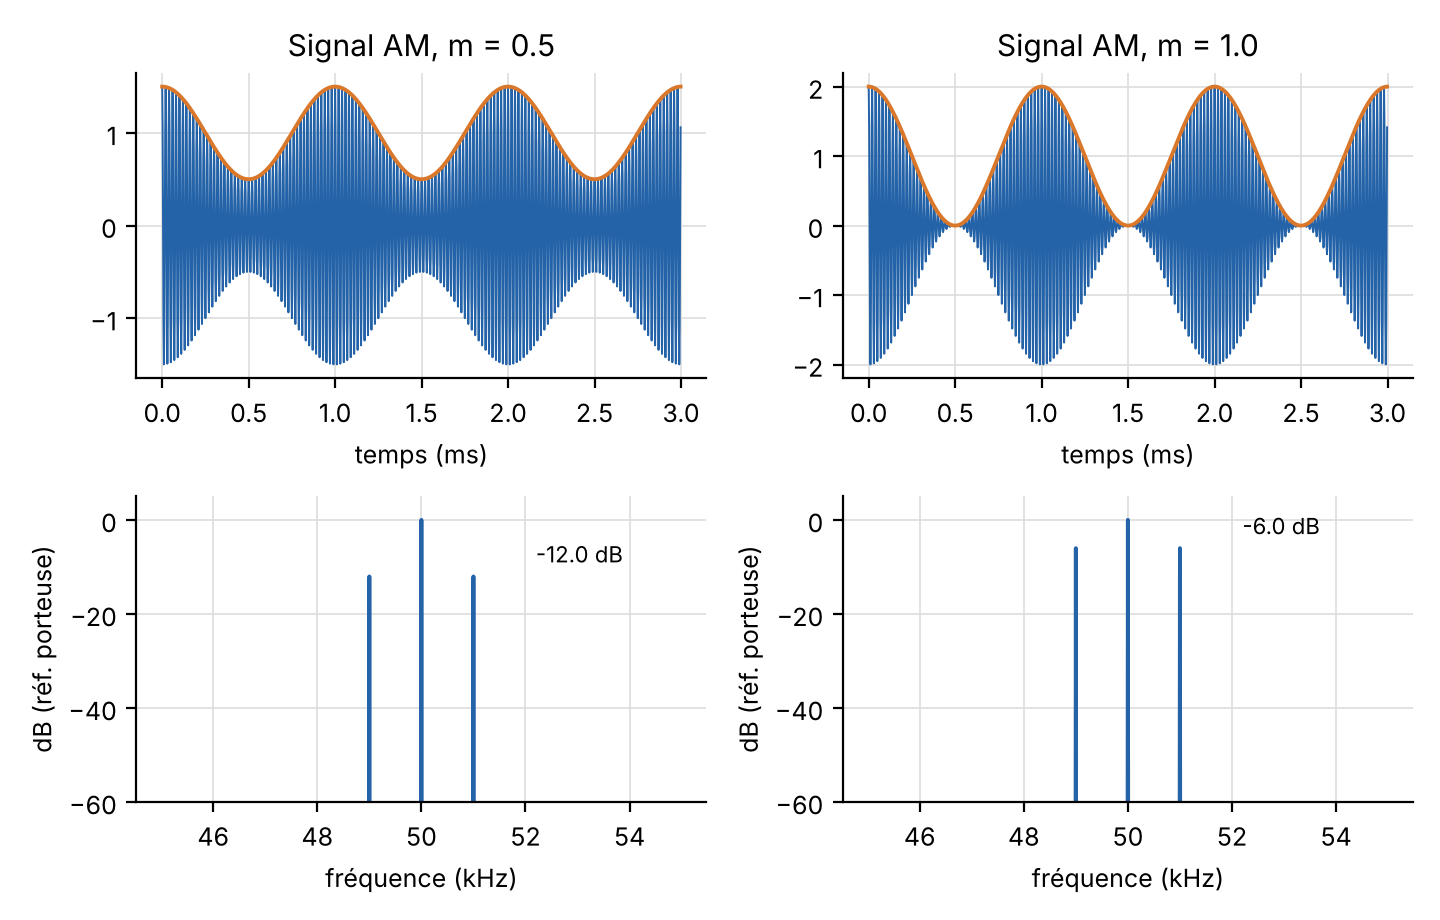 Signal AM, m = 0.5
1
0
−1
0.0 0.5 1.0 1.5 2.0 2.5 3.0
temps (ms)
Signal AM, m = 1.0
2
1
0
−1
−2
0.0 0.5 1.0 1.5 2.0 2.5 3.0
temps (ms)
dB (réf. porteuse)
0
−20
−40
−60
-12.0 dB
46 48 50 52 54
fréquence (kHz)
dB (réf. porteuse)
0
−20
−40
−60
-6.0 dB
46 48 50 52 54
fréquence (kHz)